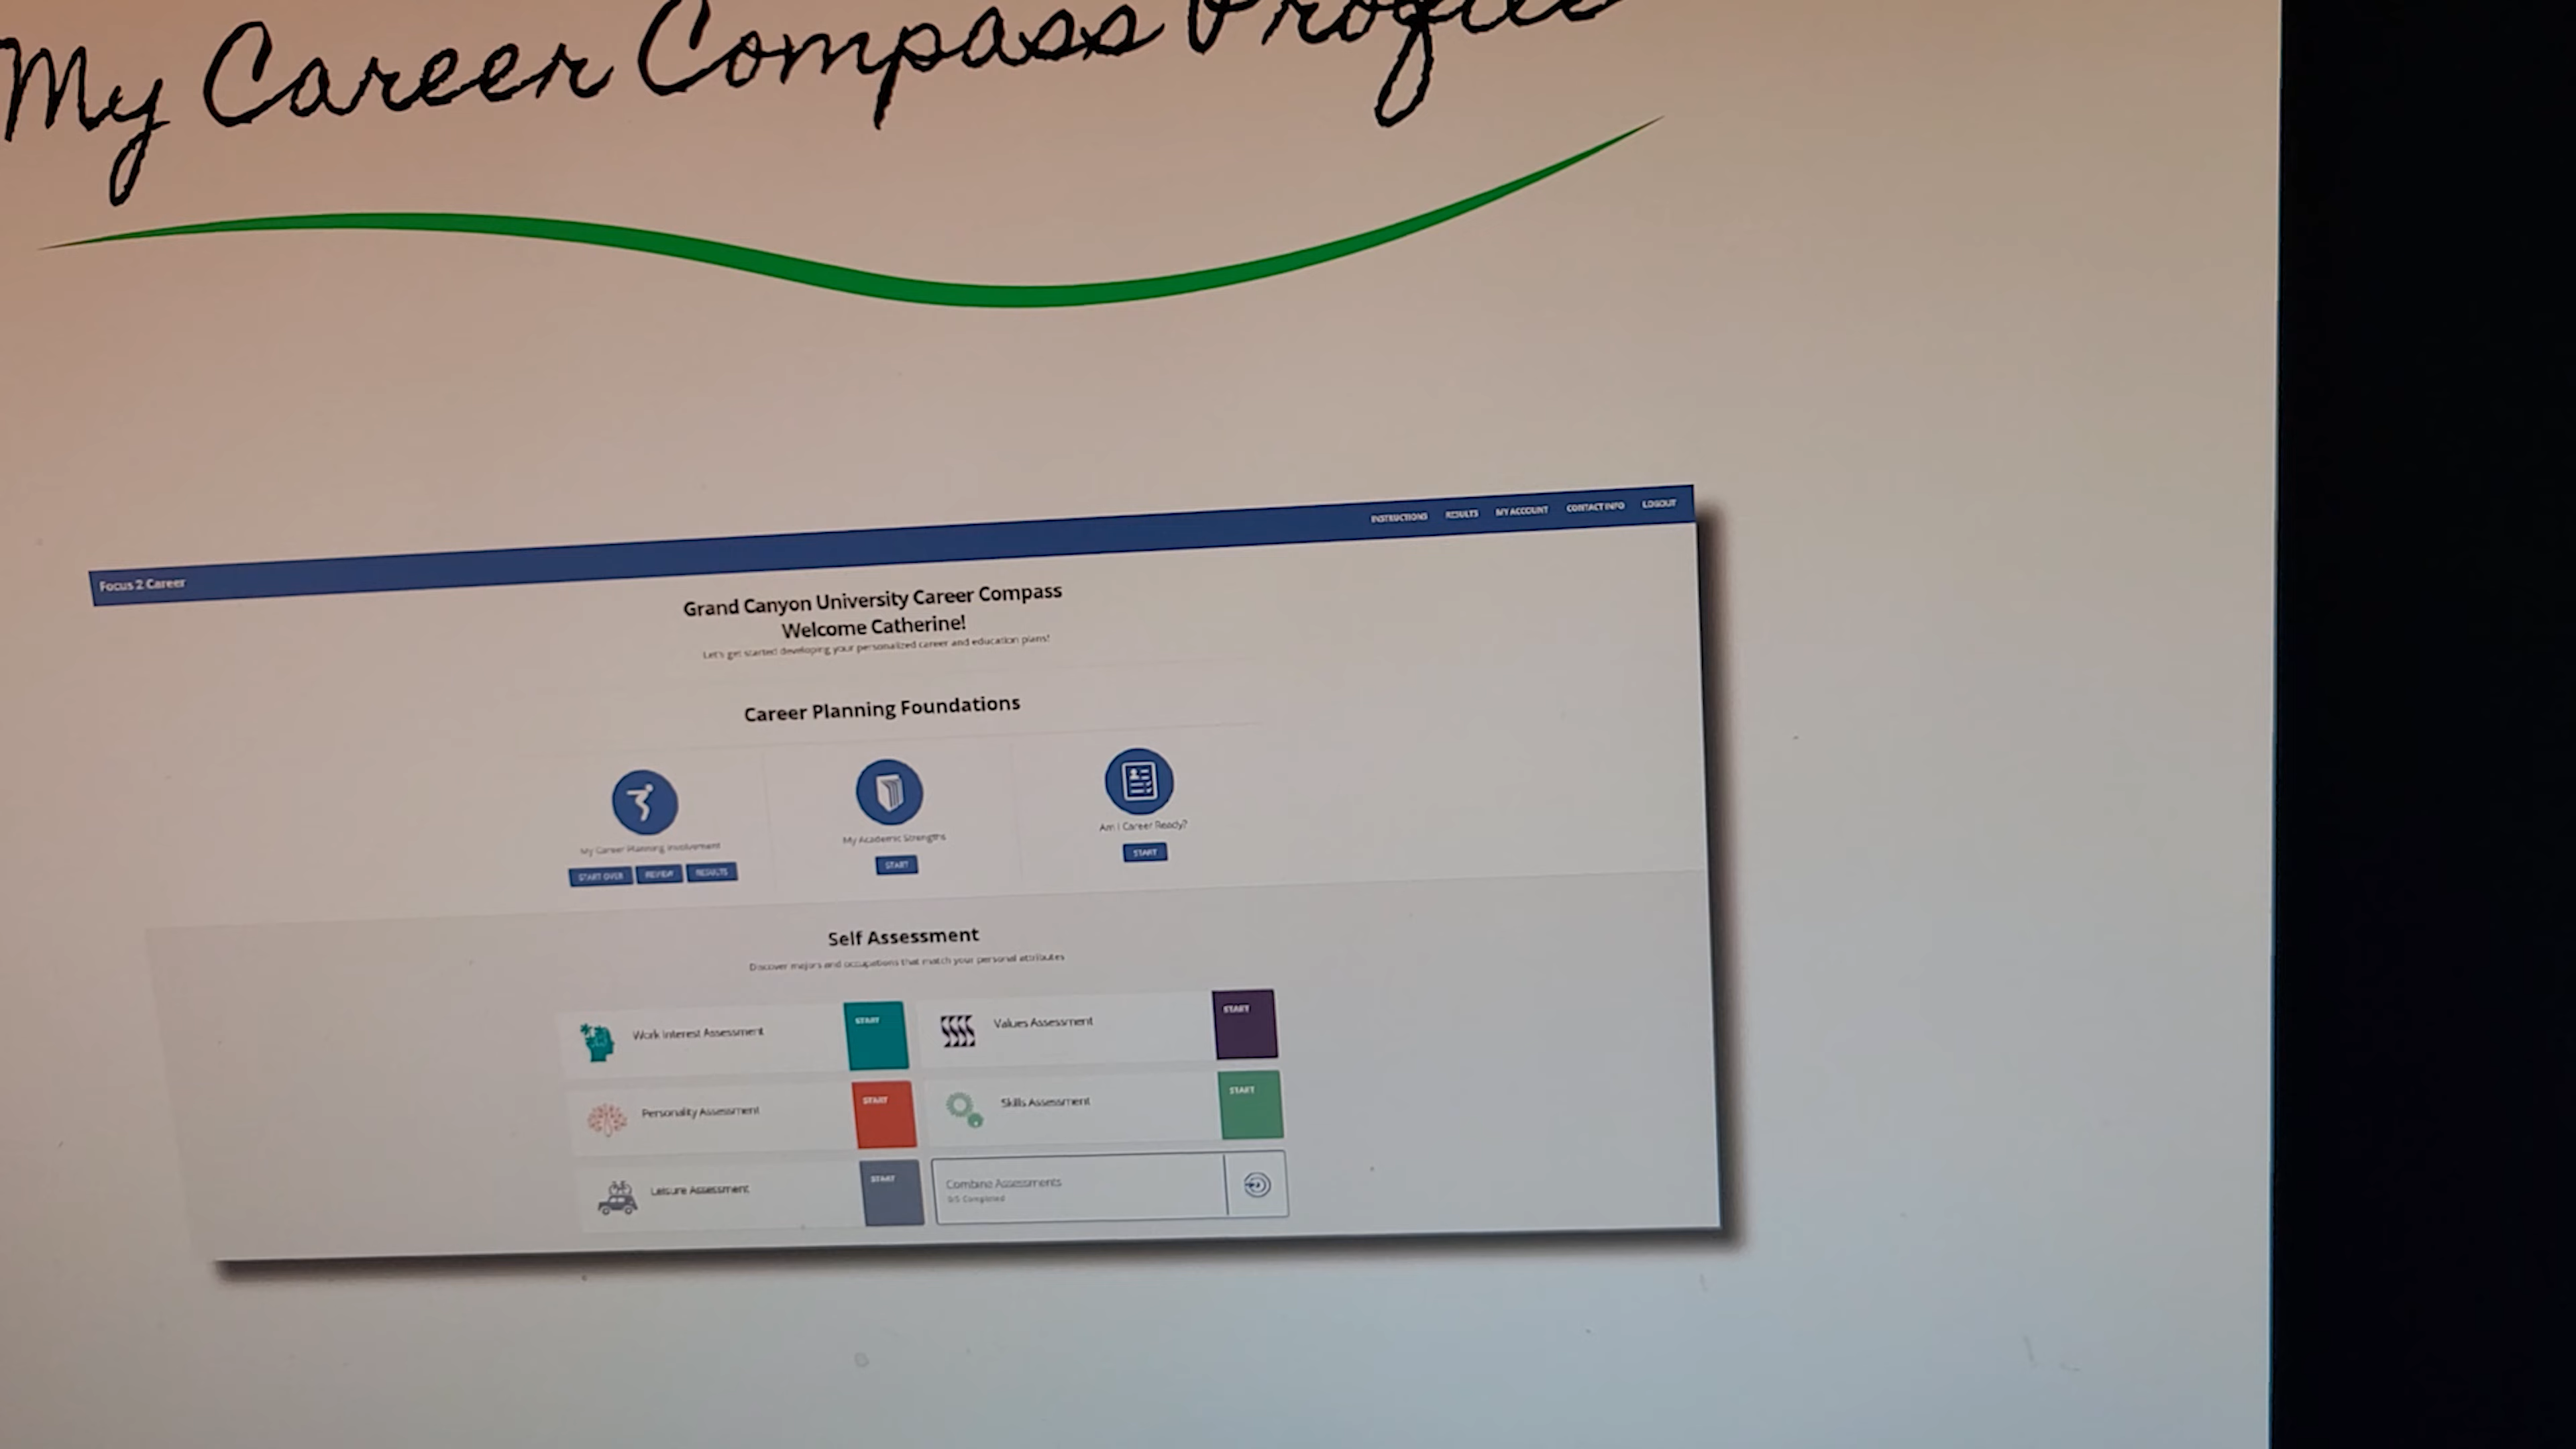 My Career Compass Profile
INSTRUCTIONS RESULTS MY ACCOUNT CONTACT INFO LOGOUT
Focus 2 Career
Grand Canyon University Career Compass
Welcome Catherine!
Let's get started developing your personalized career and education plans!
Career Planning Foundations
My Career Planning Involvement
My Academic Strengths
Am I Career Ready?
START OVER REVIEW RESULTS
START
START
Self Assessment
Discover majors and occupations that match your personal attributes
Work Interest Assessment START
Values Assessment START
Personality Assessment START
Skills Assessment START
Leisure Assessment START
Combine Assessments
0/5 Completed